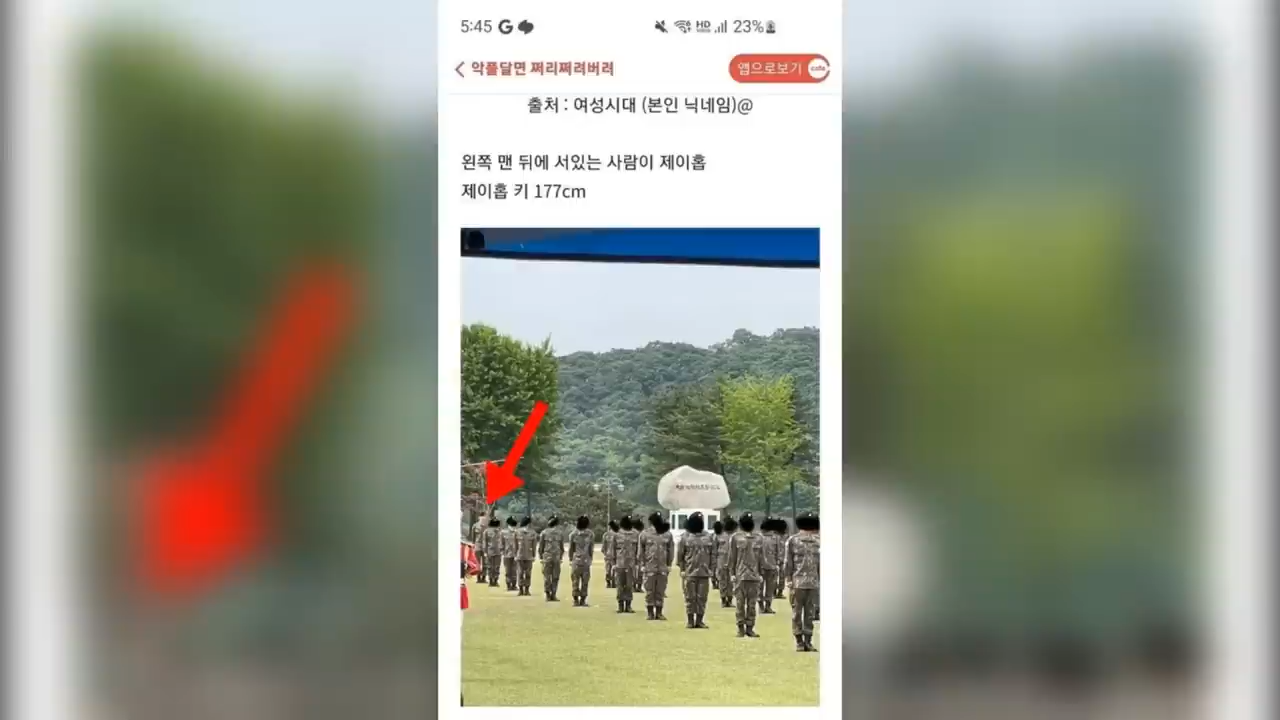 5:45 G
HD
23%
악플달면 쩌리쩌려버려
앱으로보기
cafe
출처 : 여성시대 (본인 닉네임)@
왼쪽 맨 뒤에 서있는 사람이 제이홉
제이홉 키 177cm